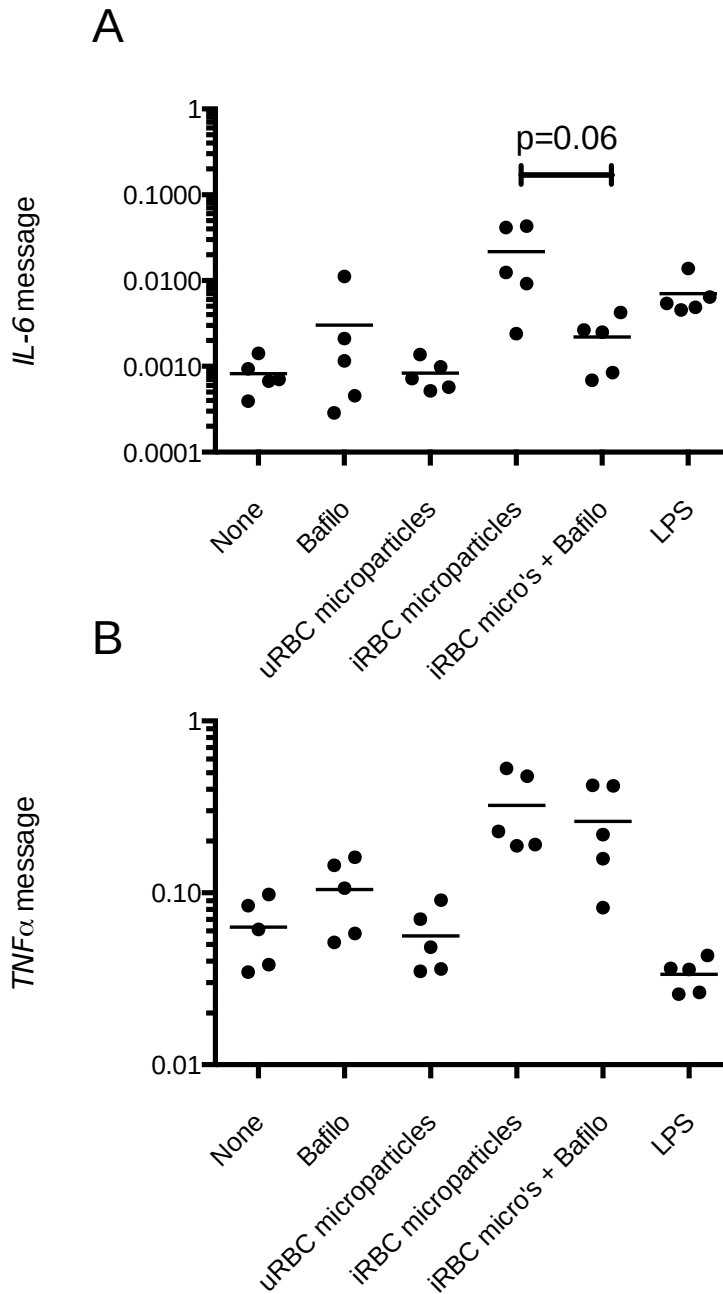 A
IL-6 message
1
0.1000
0.0100
0.0010
0.0001
p=0.06
None
Bafilo
uRBC microparticles
iRBC microparticles
iRBC micro's + Bafilo
LPS
B
TNFα message
1
0.10
0.01
None
Bafilo
uRBC microparticles
iRBC microparticles
iRBC micro's + Bafilo
LPS